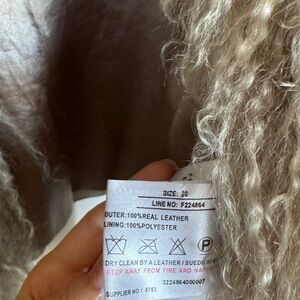 SIZE: 20
LINE NO: F224864
OUTER:100%REAL LEATHER
LINING:100%POLYESTER
P
DRY CLEAN BY A LEATHER / SUEDE
KEEP AWAY FROM FIRE AND
3224864000007
SUPPLIER NO : 8763